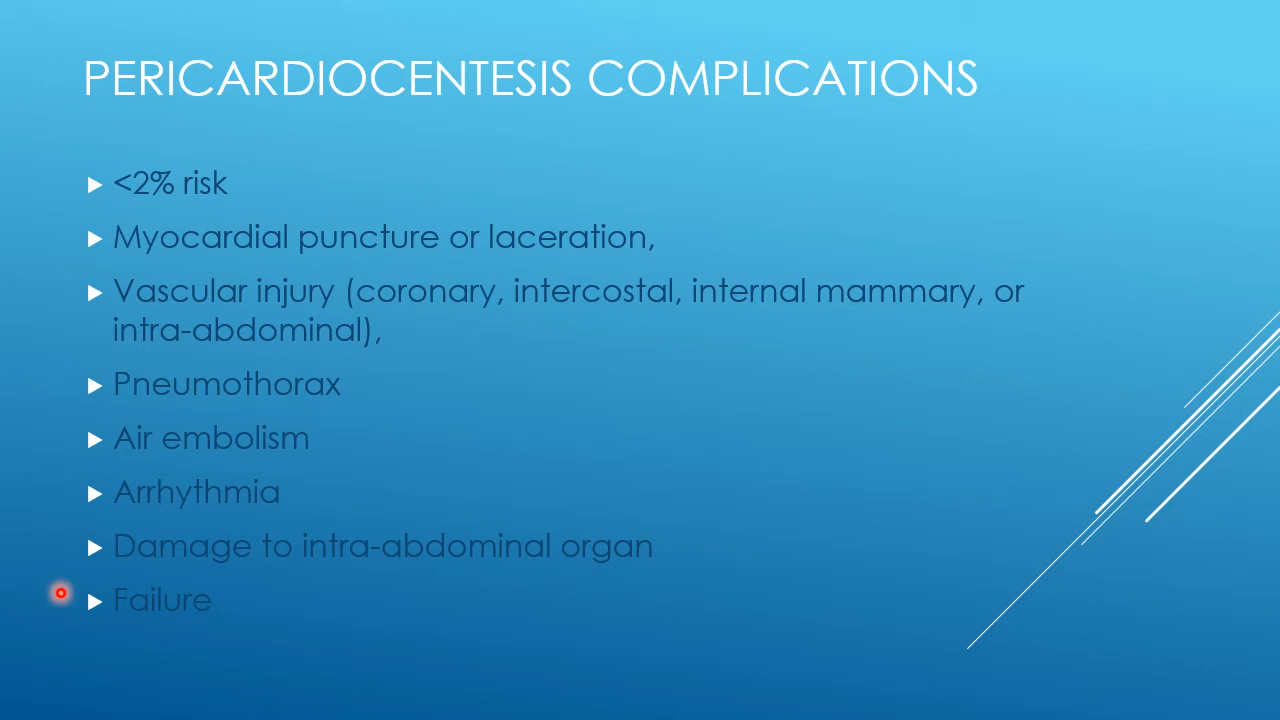 PERICARDIOCENTESIS COMPLICATIONS
<2% risk
Myocardial puncture or laceration,
Vascular injury (coronary, intercostal, internal mammary, or
intra-abdominal),
Pneumothorax
Air embolism
Arrhythmia
Damage to intra-abdominal organ
Failure